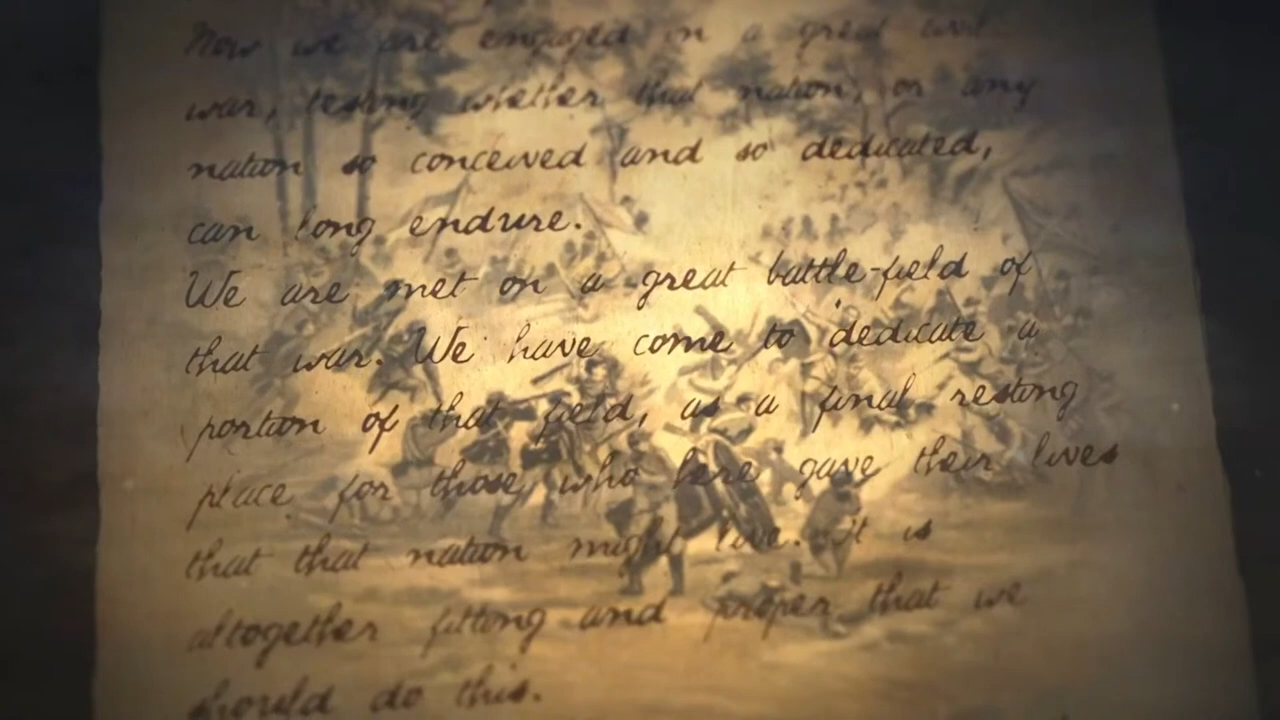 Now we are engaged in a great civil
war, testing whether that nation, or any
nation so conceived and so dedicated,
can long endure.
We are met on a great battle-field of
that war. We have come to dedicate a
portion of that field, as a final resting
place for those who here gave their lives
that that nation might live. It is
altogether fitting and proper that we
should do this.